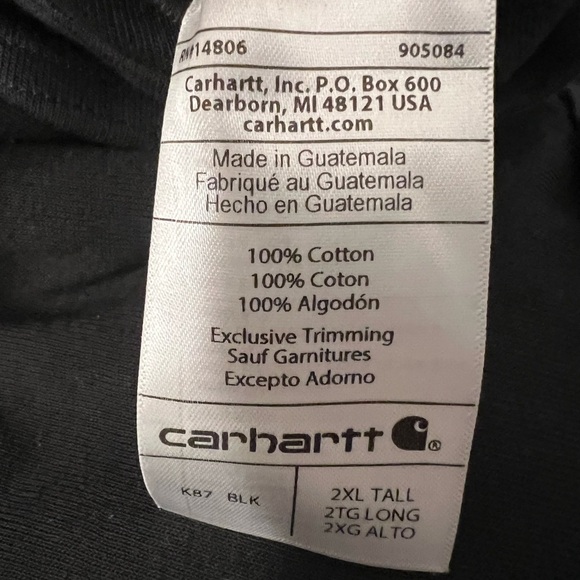 RN#14806 905084
Carhartt, Inc. P.O. Box 600
Dearborn, MI 48121 USA
carhartt.com
Made in Guatemala
Fabriqué au Guatemala
Hecho en Guatemala
100% Cotton
100% Coton
100% Algodón
Exclusive Trimming
Sauf Garnitures
Excepto Adorno
carhartt ®
K87 BLK
2XL TALL
2TG LONG
2XG ALTO